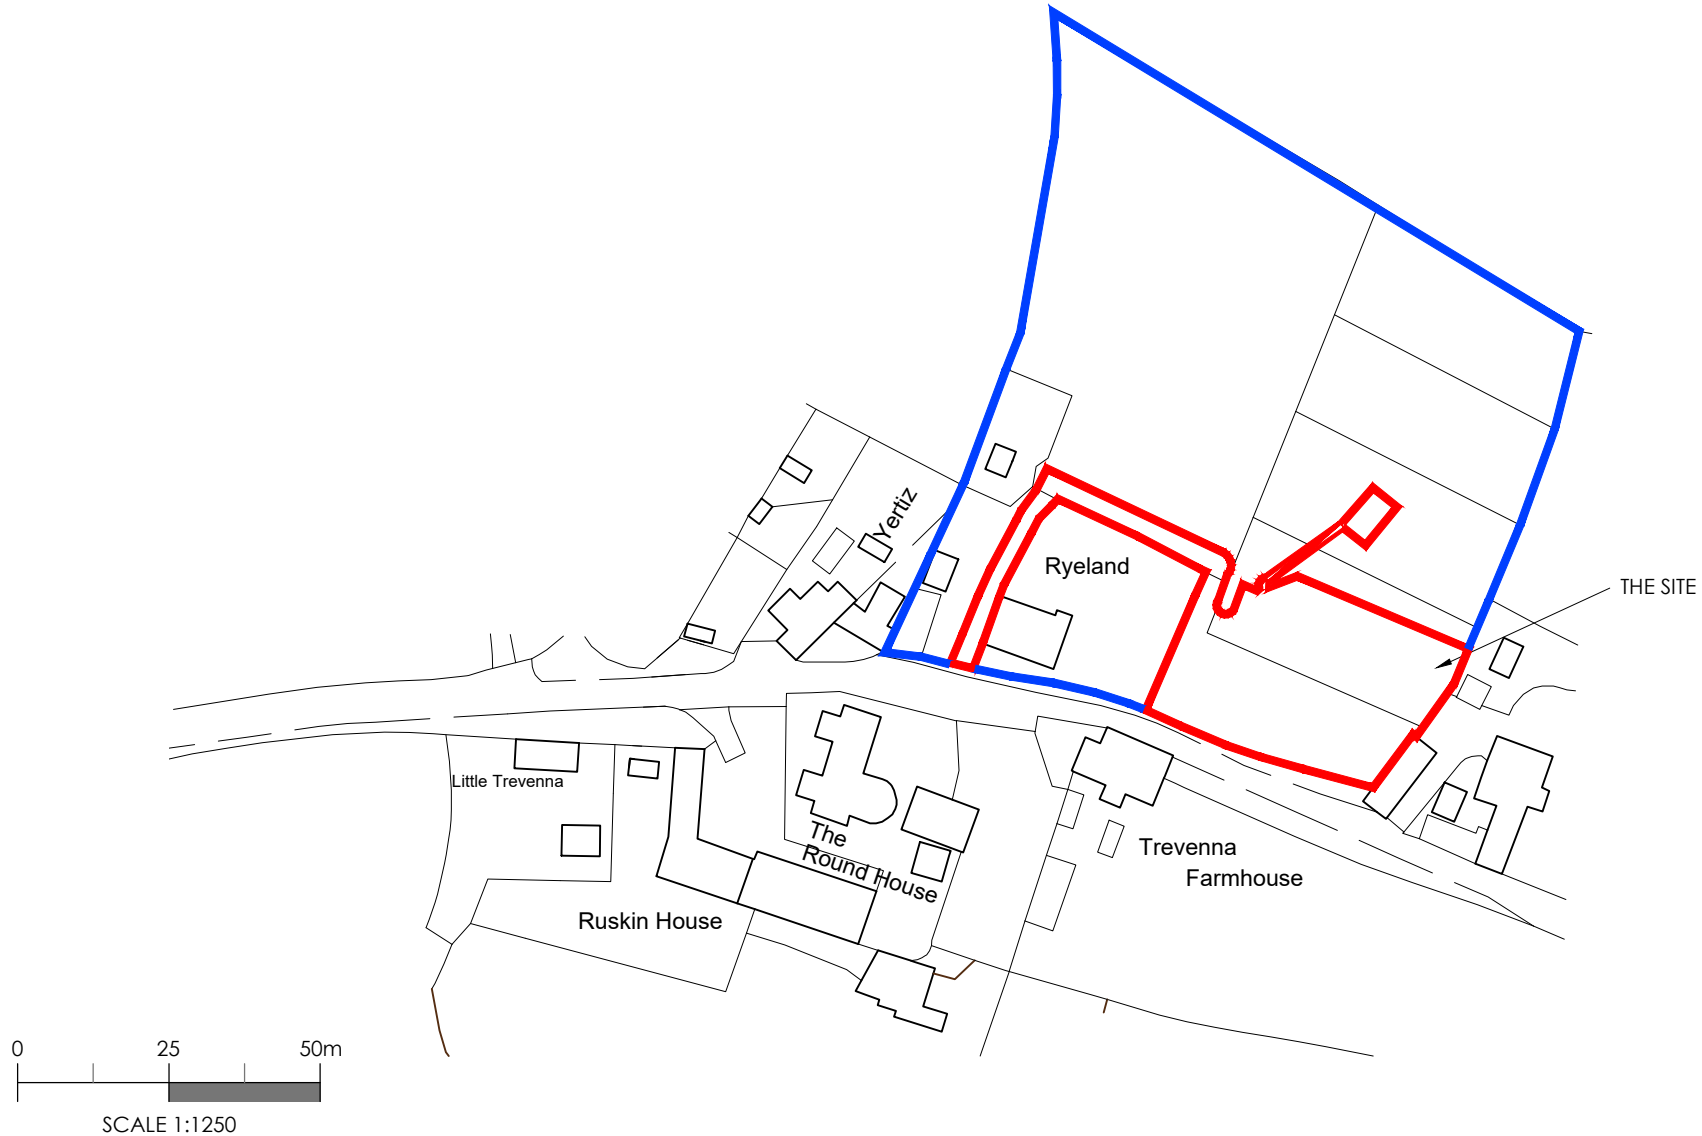 Yertiz
Ryeland
THE SITE
Little Trevenna
The
Round House
Trevenna
Farmhouse
Ruskin House
0 25 50m
SCALE 1:1250